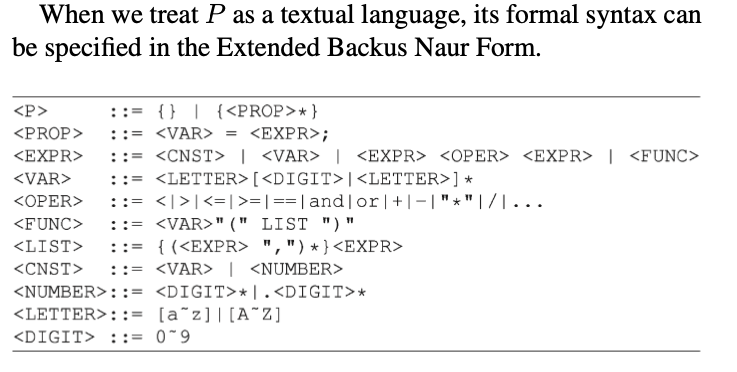 When we treat P as a textual language, its formal syntax can
be specified in the Extended Backus Naur Form.
<P> ::= {} | {<PROP>*}
<PROP> ::= <VAR> = <EXPR>;
<EXPR> ::= <CNST> | <VAR> | <EXPR> <OPER> <EXPR> | <FUNC>
<VAR> ::= <LETTER>[<DIGIT>|<LETTER>]*
<OPER> ::= <|>|<=|>=|==|and|or|+|-|"*"|/|...
<FUNC> ::= <VAR>"(" LIST ")"
<LIST> ::= {(<EXPR> ",")*}<EXPR>
<CNST> ::= <VAR> | <NUMBER>
<NUMBER>::= <DIGIT>*|.<DIGIT>*
<LETTER>::= [a~z]|[A~Z]
<DIGIT> ::= 0~9